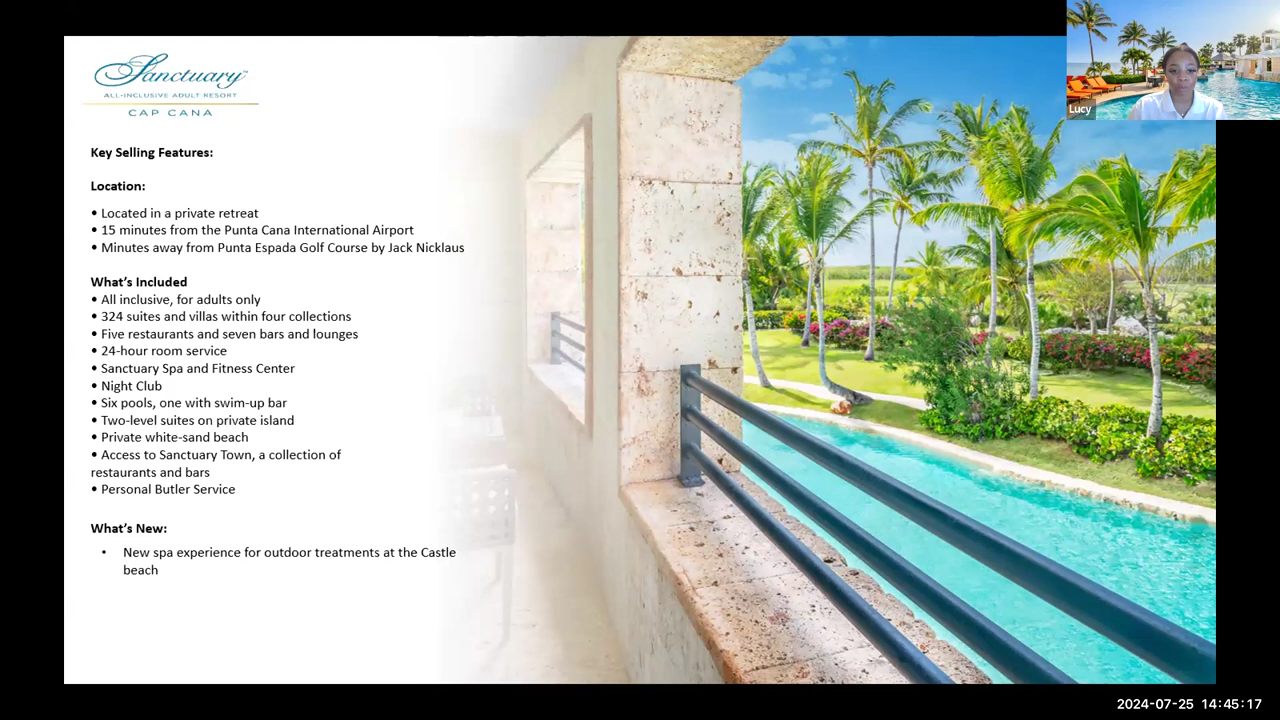 Sanctuary™
ALL-INCLUSIVE ADULT RESORT
CAP CANA
Lucy
Key Selling Features:
Location:
• Located in a private retreat
• 15 minutes from the Punta Cana International Airport
• Minutes away from Punta Espada Golf Course by Jack Nicklaus
What's Included
• All inclusive, for adults only
• 324 suites and villas within four collections
• Five restaurants and seven bars and lounges
• 24-hour room service
• Sanctuary Spa and Fitness Center
• Night Club
• Six pools, one with swim-up bar
• Two-level suites on private island
• Private white-sand beach
• Access to Sanctuary Town, a collection of
restaurants and bars
• Personal Butler Service
What's New:
• New spa experience for outdoor treatments at the Castle
beach
2024-07-25 14:45:17